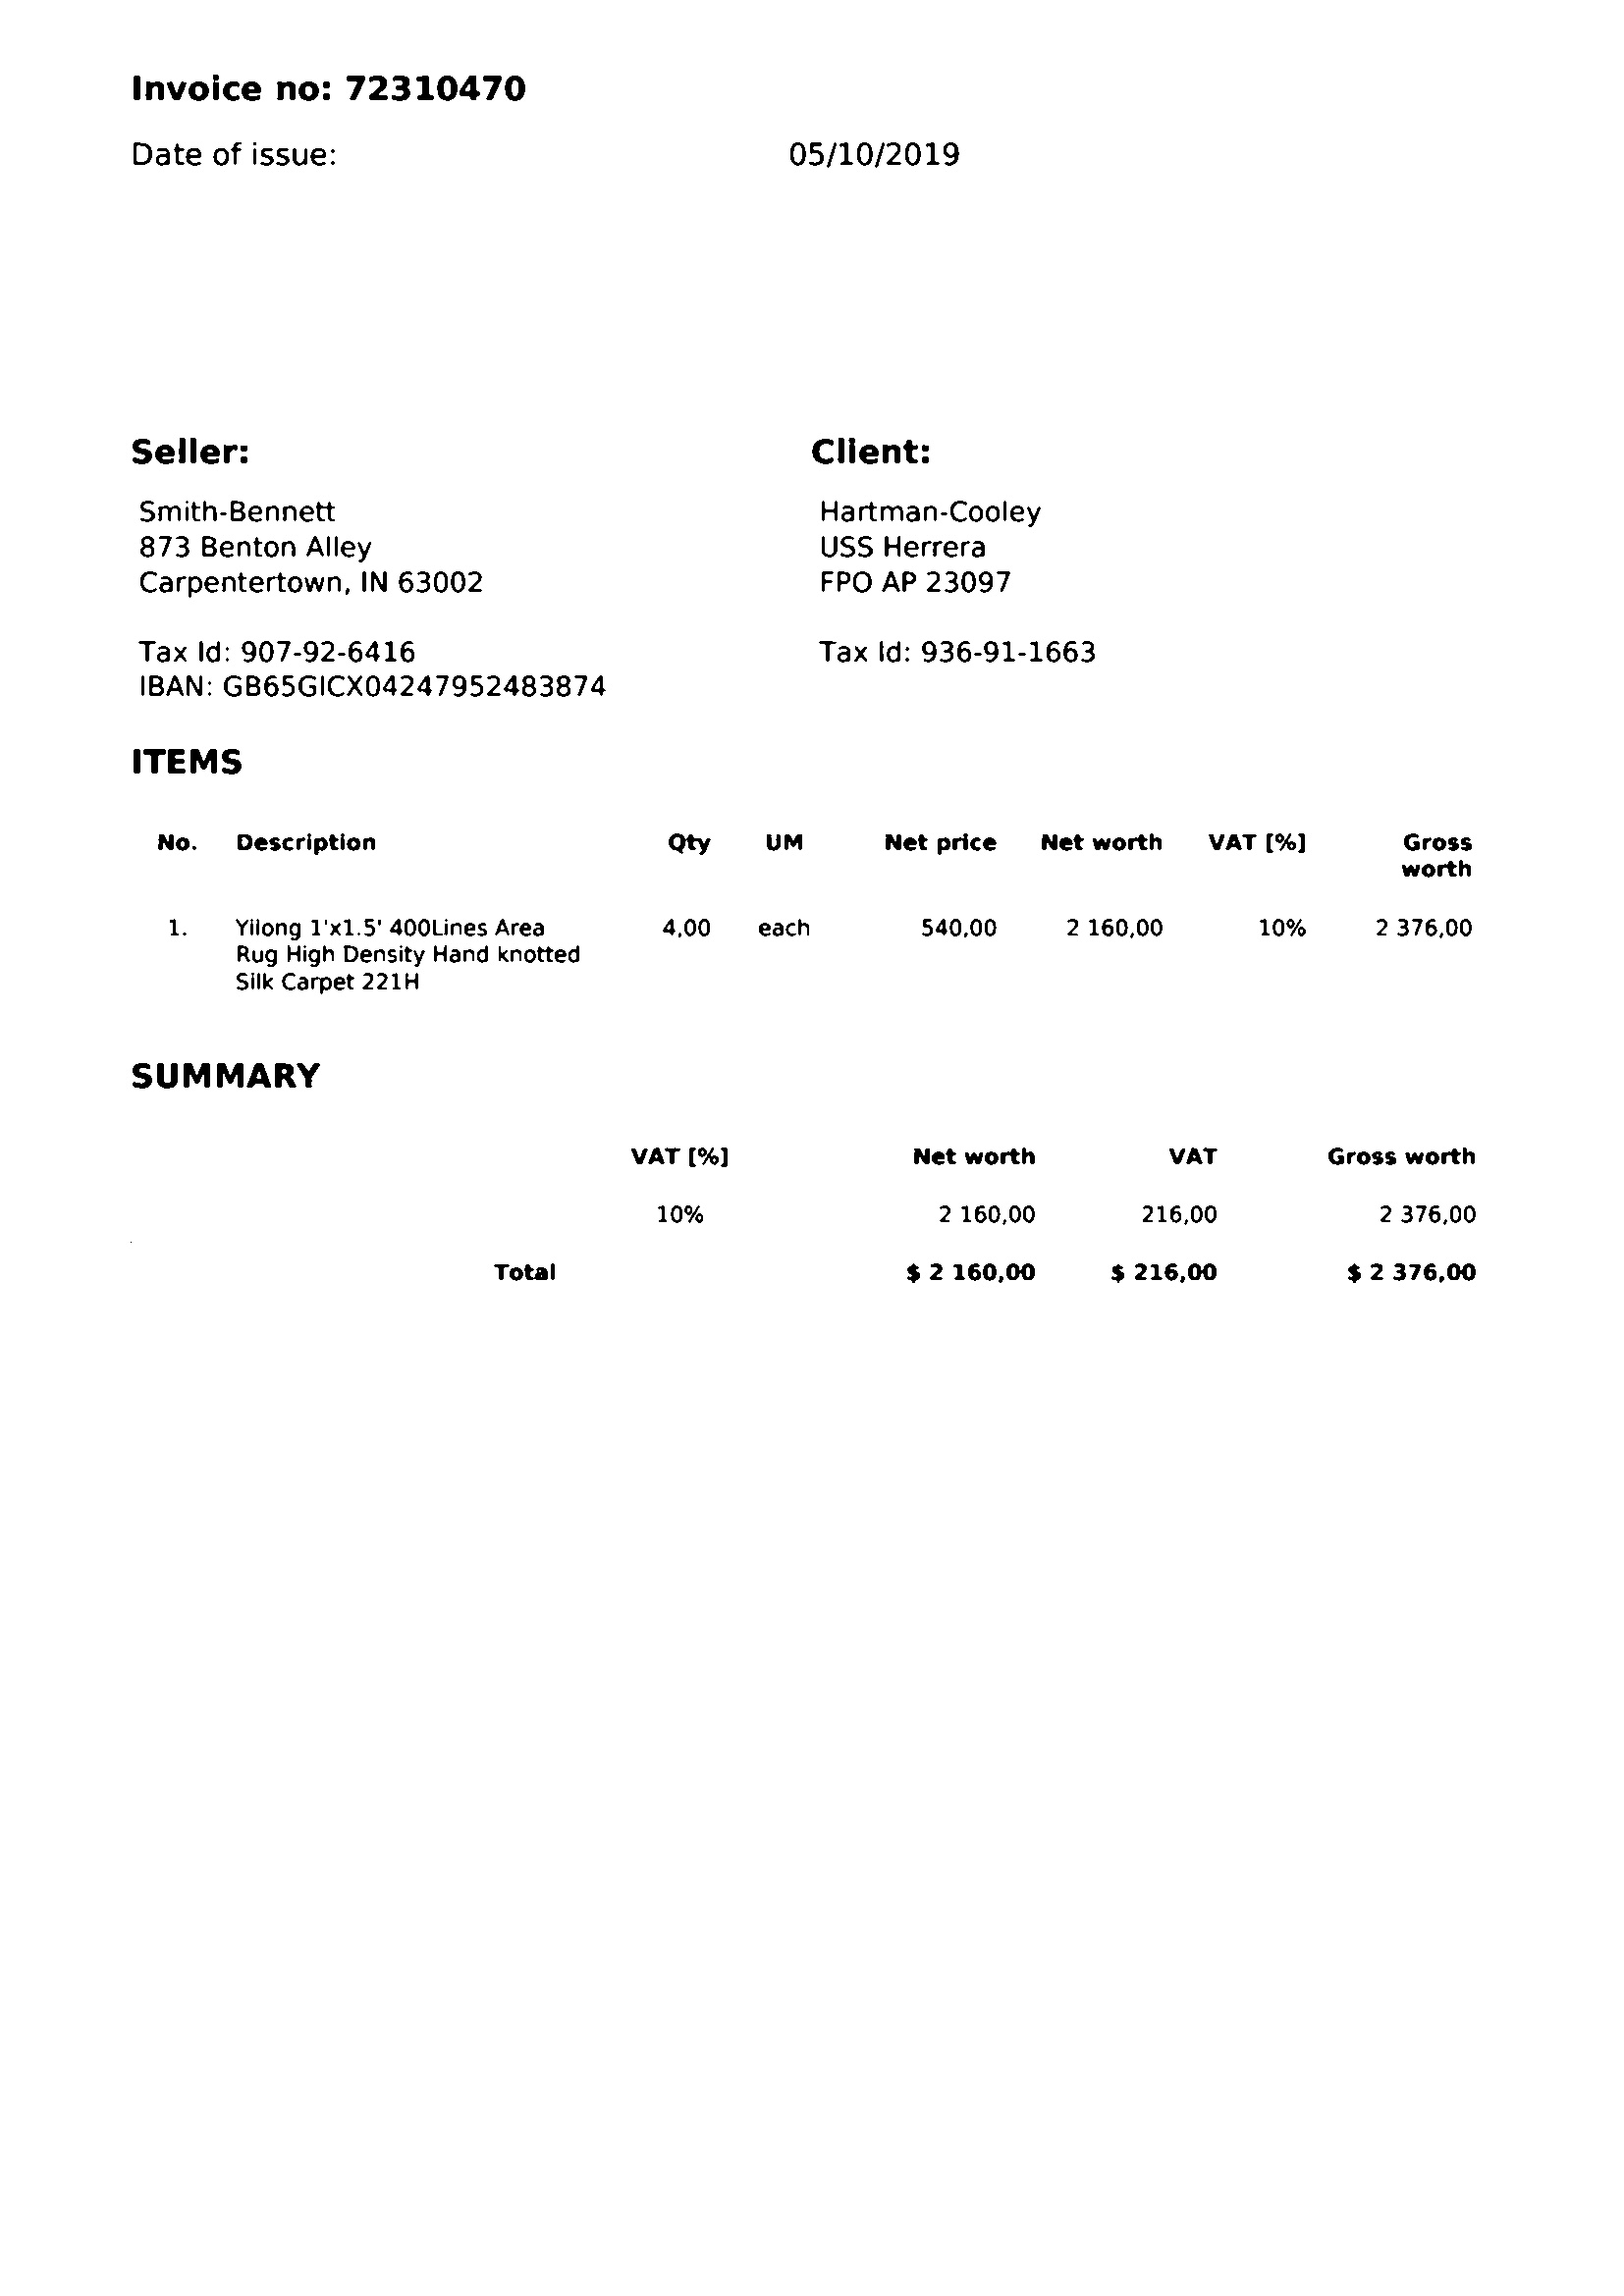 Invoice no: 72310470
Date of issue: 05/10/2019
Seller:
Smith-Bennett
873 Benton Alley
Carpentertown, IN 63002
Tax Id: 907-92-6416
IBAN: GB65GICX04247952483874
Client:
Hartman-Cooley
USS Herrera
FPO AP 23097
Tax Id: 936-91-1663
ITEMS
No. Description Qty UM Net price Net worth VAT [%] Gross
worth
1. Yilong 1'x1.5' 400Lines Area 4,00 each 540,00 2 160,00 10% 2 376,00
Rug High Density Hand knotted
Silk Carpet 221H
SUMMARY
VAT [%] Net worth VAT Gross worth
10% 2 160,00 216,00 2 376,00
Total $ 2 160,00 $ 216,00 $ 2 376,00